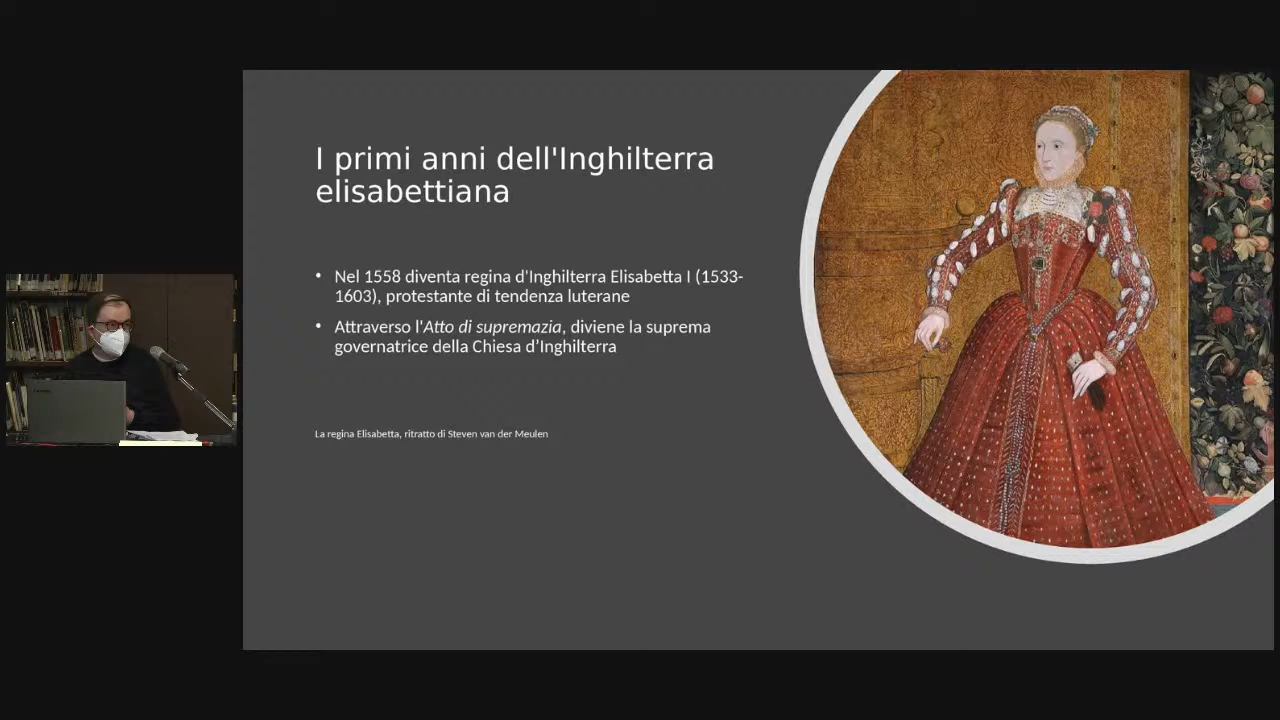 I primi anni dell'Inghilterra
elisabettiana
• Nel 1558 diventa regina d'Inghilterra Elisabetta I (1533-
1603), protestante di tendenza luterane
• Attraverso l'Atto di supremazia, diviene la suprema
governatrice della Chiesa d’Inghilterra
La regina Elisabetta, ritratto di Steven van der Meulen